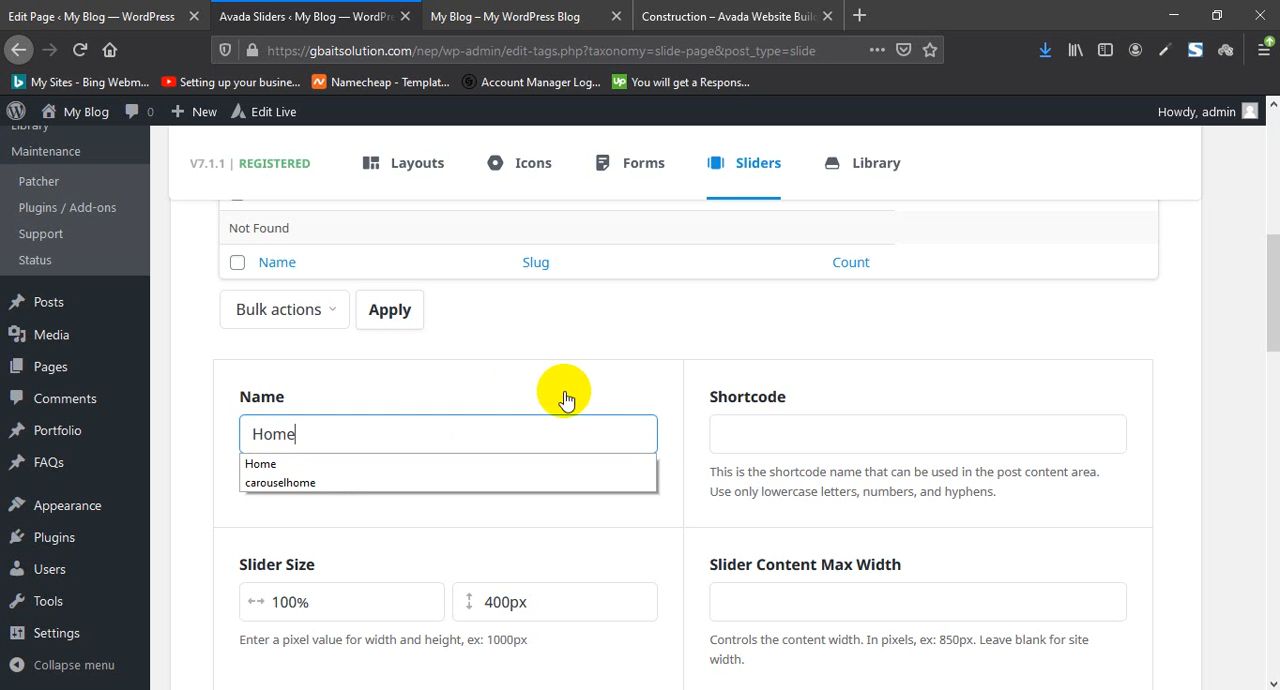 Edit Page ‹ My Blog — WordPress
Avada Sliders ‹ My Blog — WordPre
My Blog – My WordPress Blog
Construction – Avada Website Buil
https://gbaitsolution.com/nep/wp-admin/edit-tags.php?taxonomy=slide-page&post_type=slide
My Sites - Bing Webm...
Setting up your busine...
Namecheap - Templat...
Account Manager Log...
You will get a Respons...
My Blog
0
New
Edit Live
Howdy, admin
Library
Maintenance
Patcher
Plugins / Add-ons
Support
Status
Posts
Media
Pages
Comments
Portfolio
FAQs
Appearance
Plugins
Users
Tools
Settings
Collapse menu
V7.1.1 | REGISTERED
Layouts
Icons
Forms
Sliders
Library
Not Found
Name
Slug
Count
Bulk actions
Apply
Name
Home
Home
carouselhome
Shortcode
This is the shortcode name that can be used in the post content area.
Use only lowercase letters, numbers, and hyphens.
Slider Size
100%
400px
Enter a pixel value for width and height, ex: 1000px
Slider Content Max Width
Controls the content width. In pixels, ex: 850px. Leave blank for site
width.